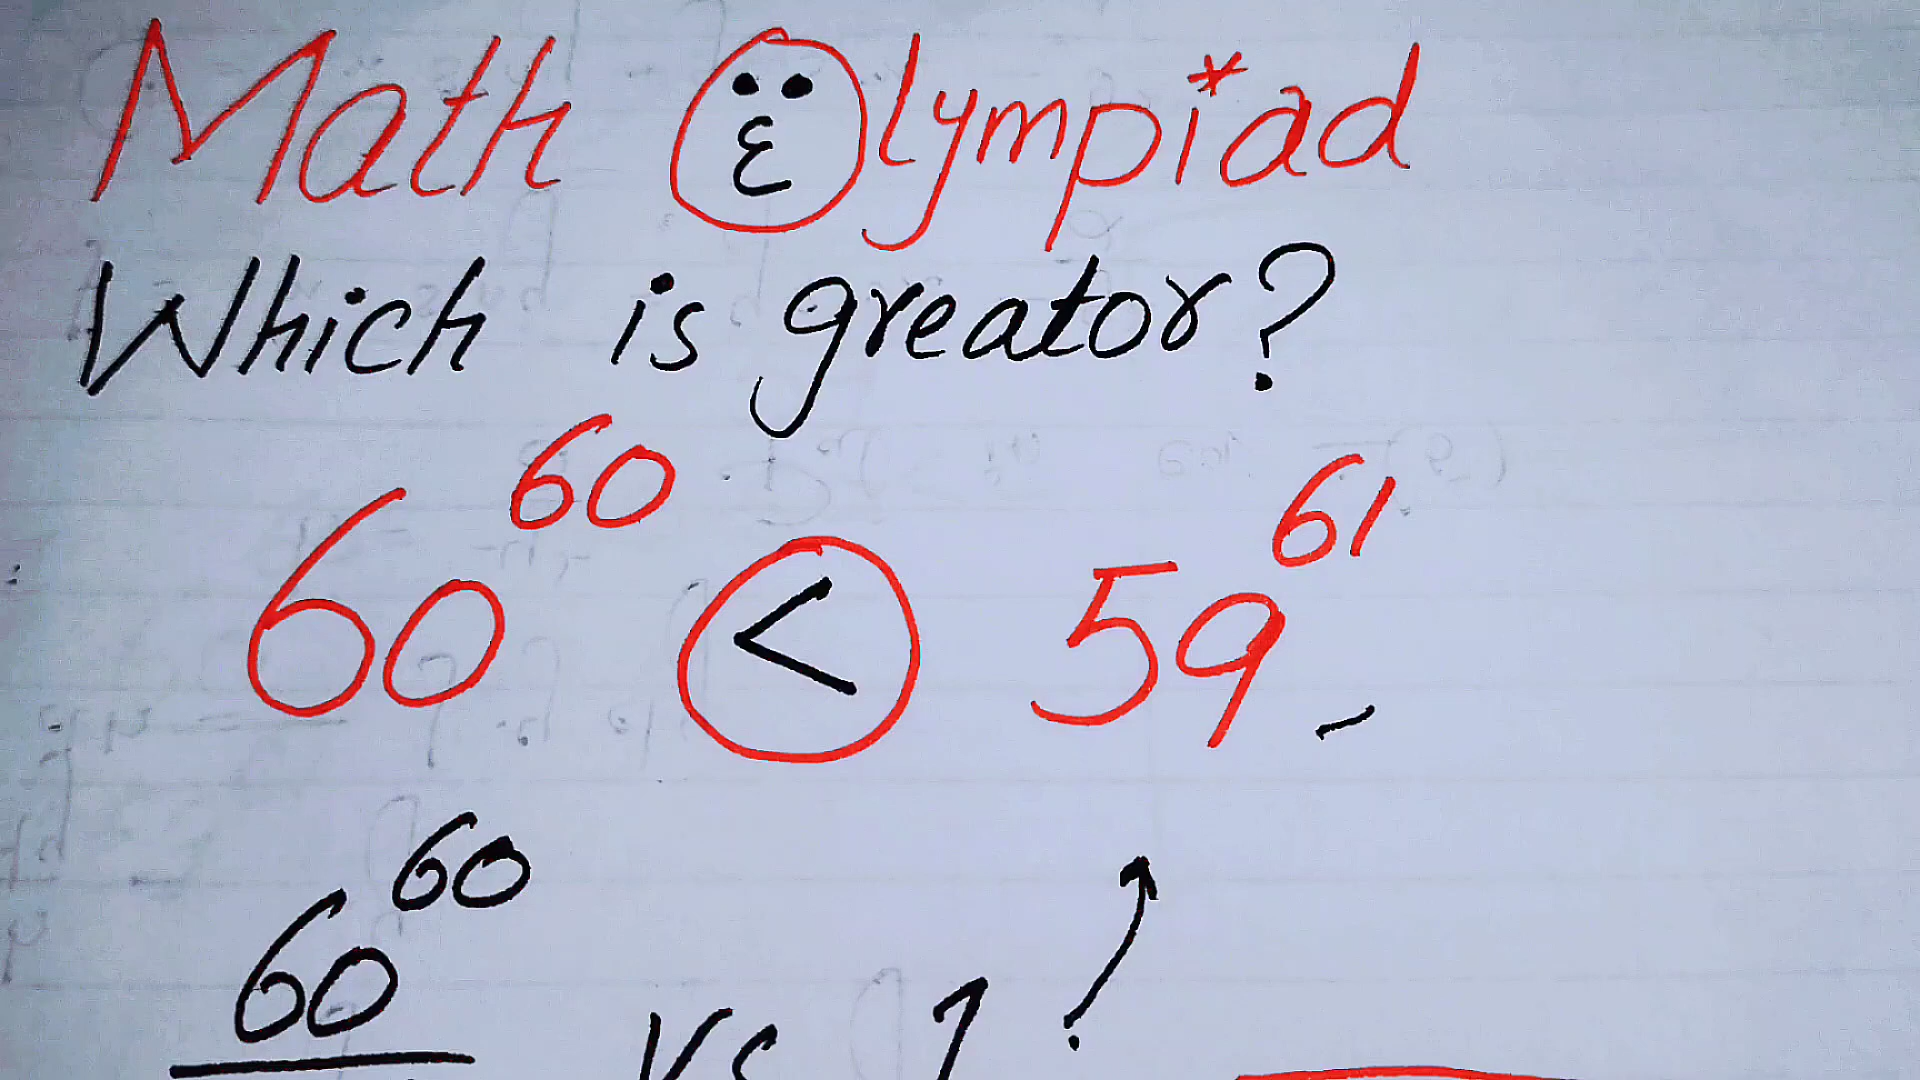 Math Olympiad
Which is greator?
60^60 < 59^61
60^60
vs 1